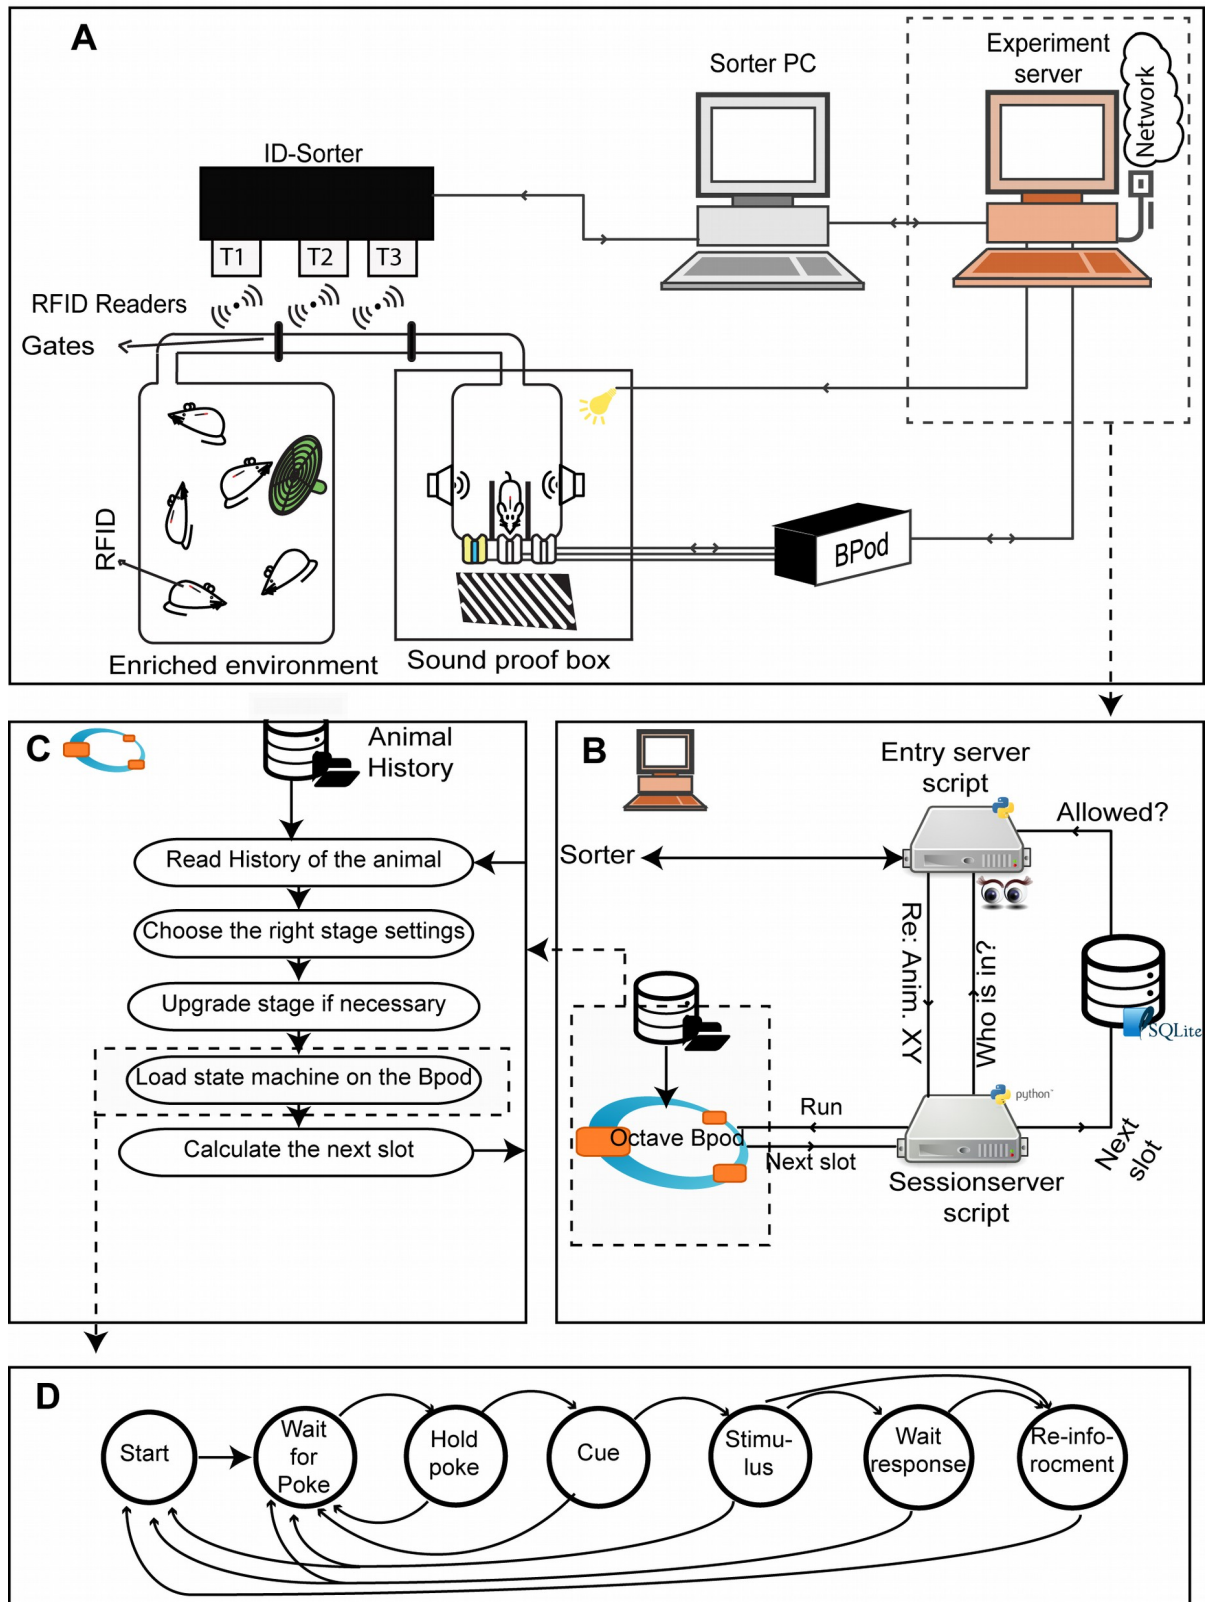 A
Sorter PC
Experiment
server
Network
ID-Sorter
T1
T2
T3
RFID Readers
Gates
RFID
BPod
Enriched environment
Sound proof box
C
Animal
History
Read History of the animal
Choose the right stage settings
Upgrade stage if necessary
Load state machine on the Bpod
Calculate the next slot
B
Entry server
script
Allowed?
Sorter
Re: Anim. XY
Who is in?
SQLite
python
Run
Octave Bpod
Next slot
Next
slot
Sessionserver
script
D
Start
Wait
for
Poke
Hold
poke
Cue
Stimu-
lus
Wait
response
Re-info-
rocment